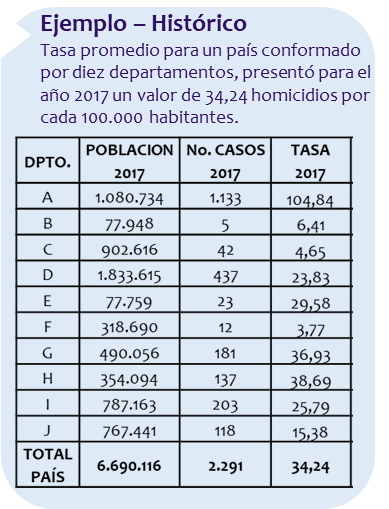 Ejemplo – Histórico
Tasa promedio para un país conformado
por diez departamentos, presentó para el
año 2017 un valor de 34,24 homicidios por
cada 100.000 habitantes.
DPTO. POBLACION 2017 No. CASOS 2017 TASA 2017
A 1.080.734 1.133 104,84
B 77.948 5 6,41
C 902.616 42 4,65
D 1.833.615 437 23,83
E 77.759 23 29,58
F 318.690 12 3,77
G 490.056 181 36,93
H 354.094 137 38,69
I 787.163 203 25,79
J 767.441 118 15,38
TOTAL PAÍS 6.690.116 2.291 34,24